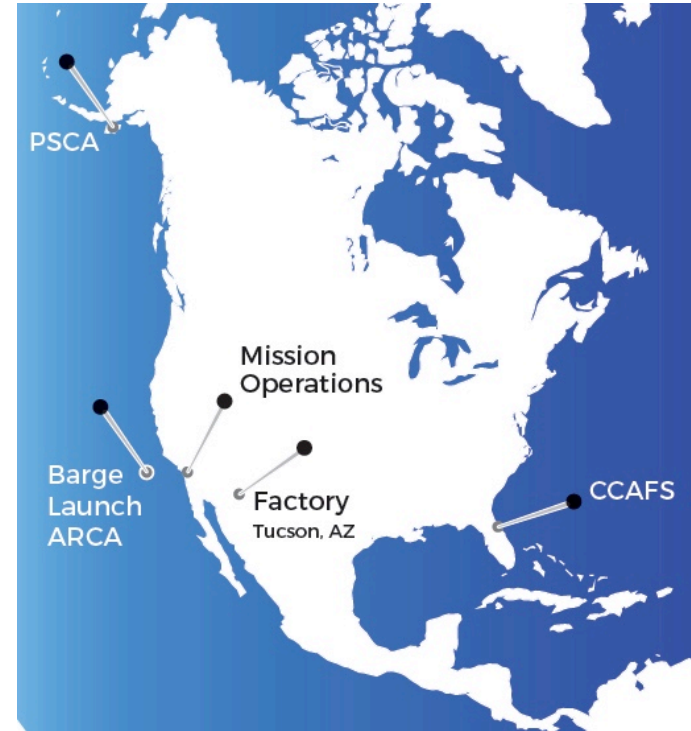 PSCA
Mission
Operations
Barge
Launch
ARCA
Factory
Tucson, AZ
CCAFS